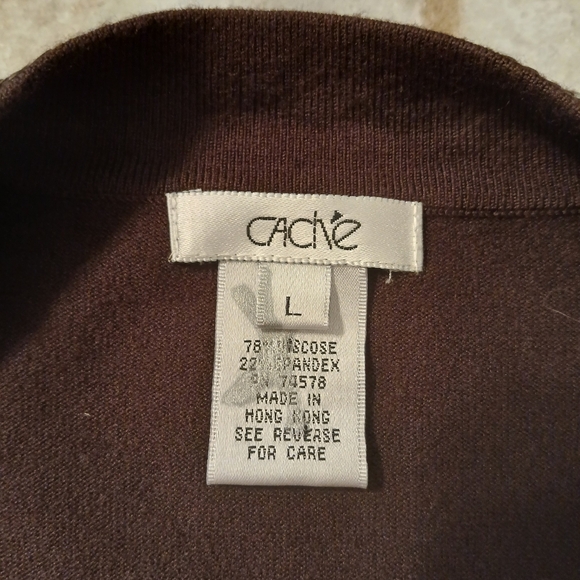 CACHÉ
L
78% VISCOSE
22% SPANDEX
RN 74578
MADE IN
HONG KONG
SEE REVERSE
FOR CARE